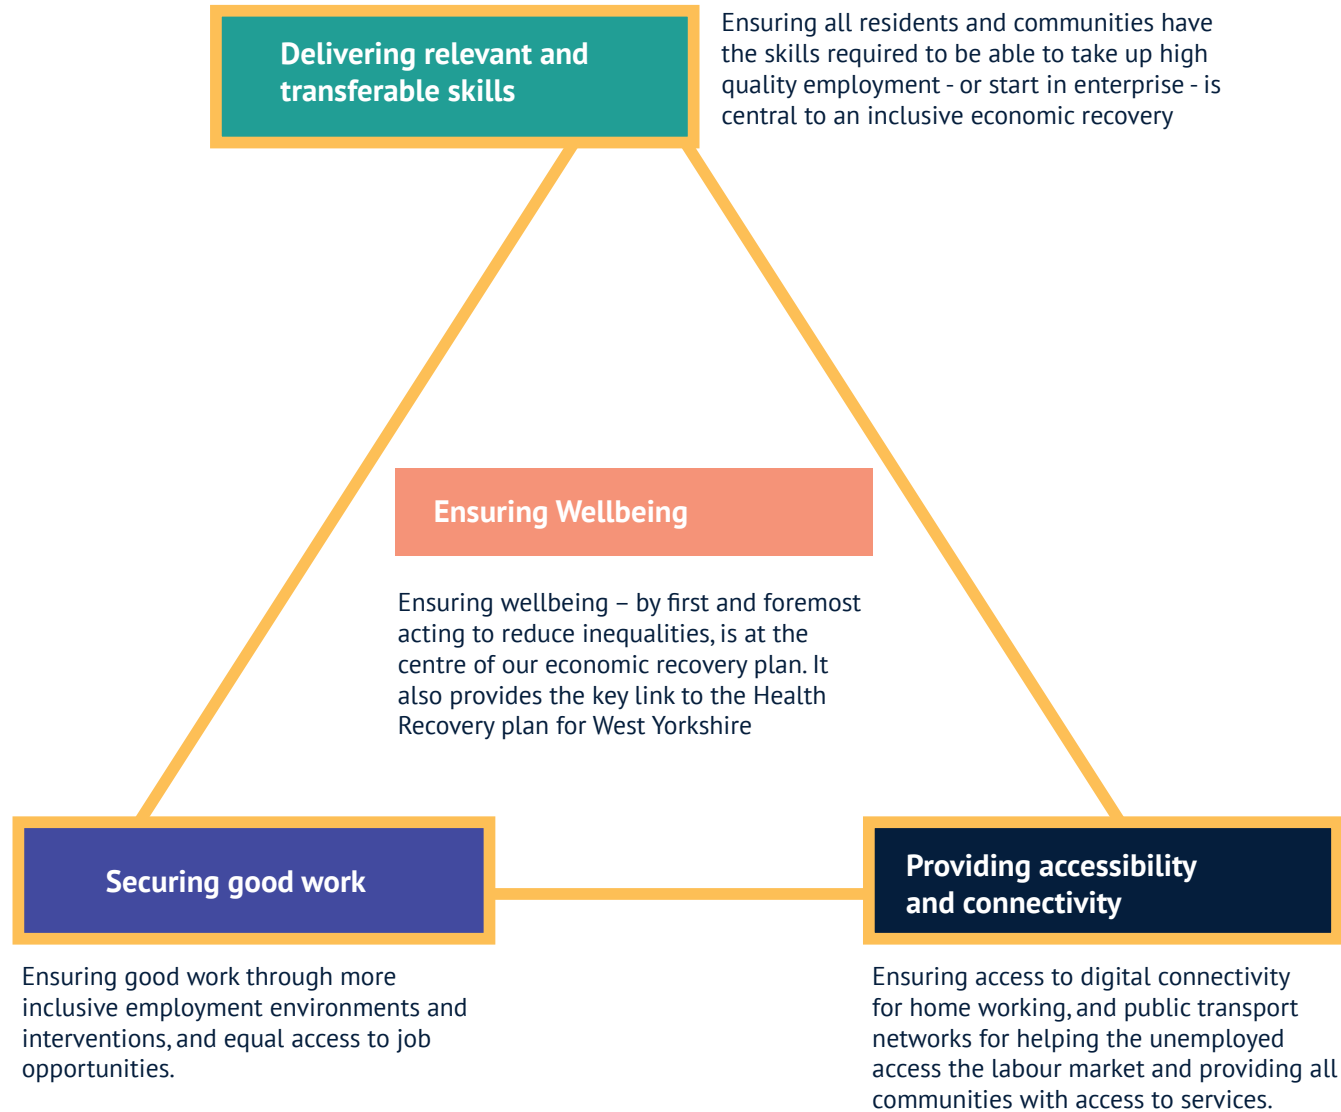 Delivering relevant and
transferable skills
Ensuring all residents and communities have
the skills required to be able to take up high
quality employment - or start in enterprise - is
central to an inclusive economic recovery
Ensuring Wellbeing
Ensuring wellbeing – by first and foremost
acting to reduce inequalities, is at the
centre of our economic recovery plan. It
also provides the key link to the Health
Recovery plan for West Yorkshire
Securing good work
Ensuring good work through more
inclusive employment environments and
interventions, and equal access to job
opportunities.
Providing accessibility
and connectivity
Ensuring access to digital connectivity
for home working, and public transport
networks for helping the unemployed
access the labour market and providing all
communities with access to services.